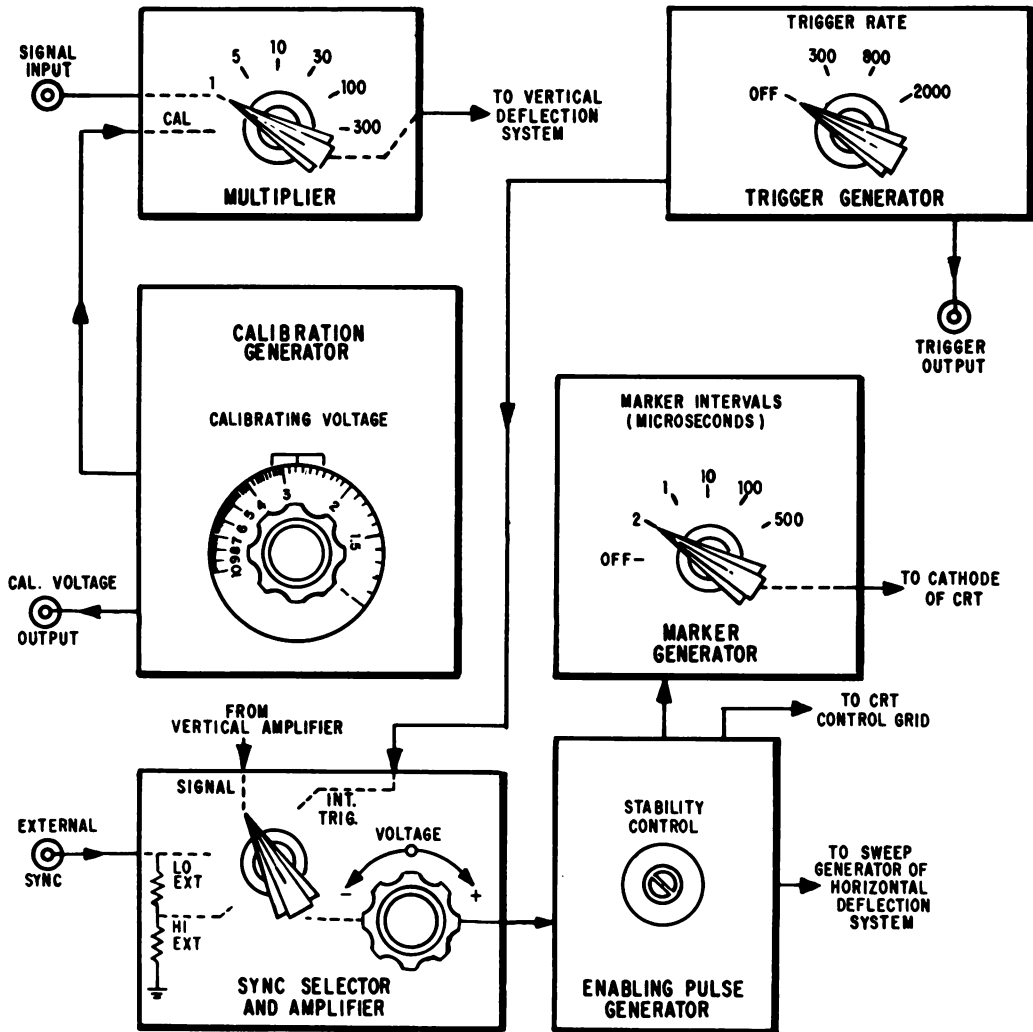 SIGNAL
INPUT
1
5
10
30
100
300
CAL
MULTIPLIER
TO VERTICAL
DEFLECTION
SYSTEM
TRIGGER RATE
OFF
300
800
2000
TRIGGER GENERATOR
TRIGGER
OUTPUT
CALIBRATION
GENERATOR
CALIBRATING VOLTAGE
10 9 8 7 6 5 4 3 2 1.5
CAL. VOLTAGE
OUTPUT
MARKER INTERVALS
(MICROSECONDS)
OFF
2
1
10
100
500
MARKER
GENERATOR
TO CATHODE
OF CRT
FROM
VERTICAL AMPLIFIER
SIGNAL
INT.
TRIG.
EXTERNAL
SYNC
LO
EXT
HI
EXT
VOLTAGE
- +
SYNC SELECTOR
AND AMPLIFIER
TO CRT
CONTROL GRID
STABILITY
CONTROL
ENABLING PULSE
GENERATOR
TO SWEEP
GENERATOR OF
HORIZONTAL
DEFLECTION
SYSTEM